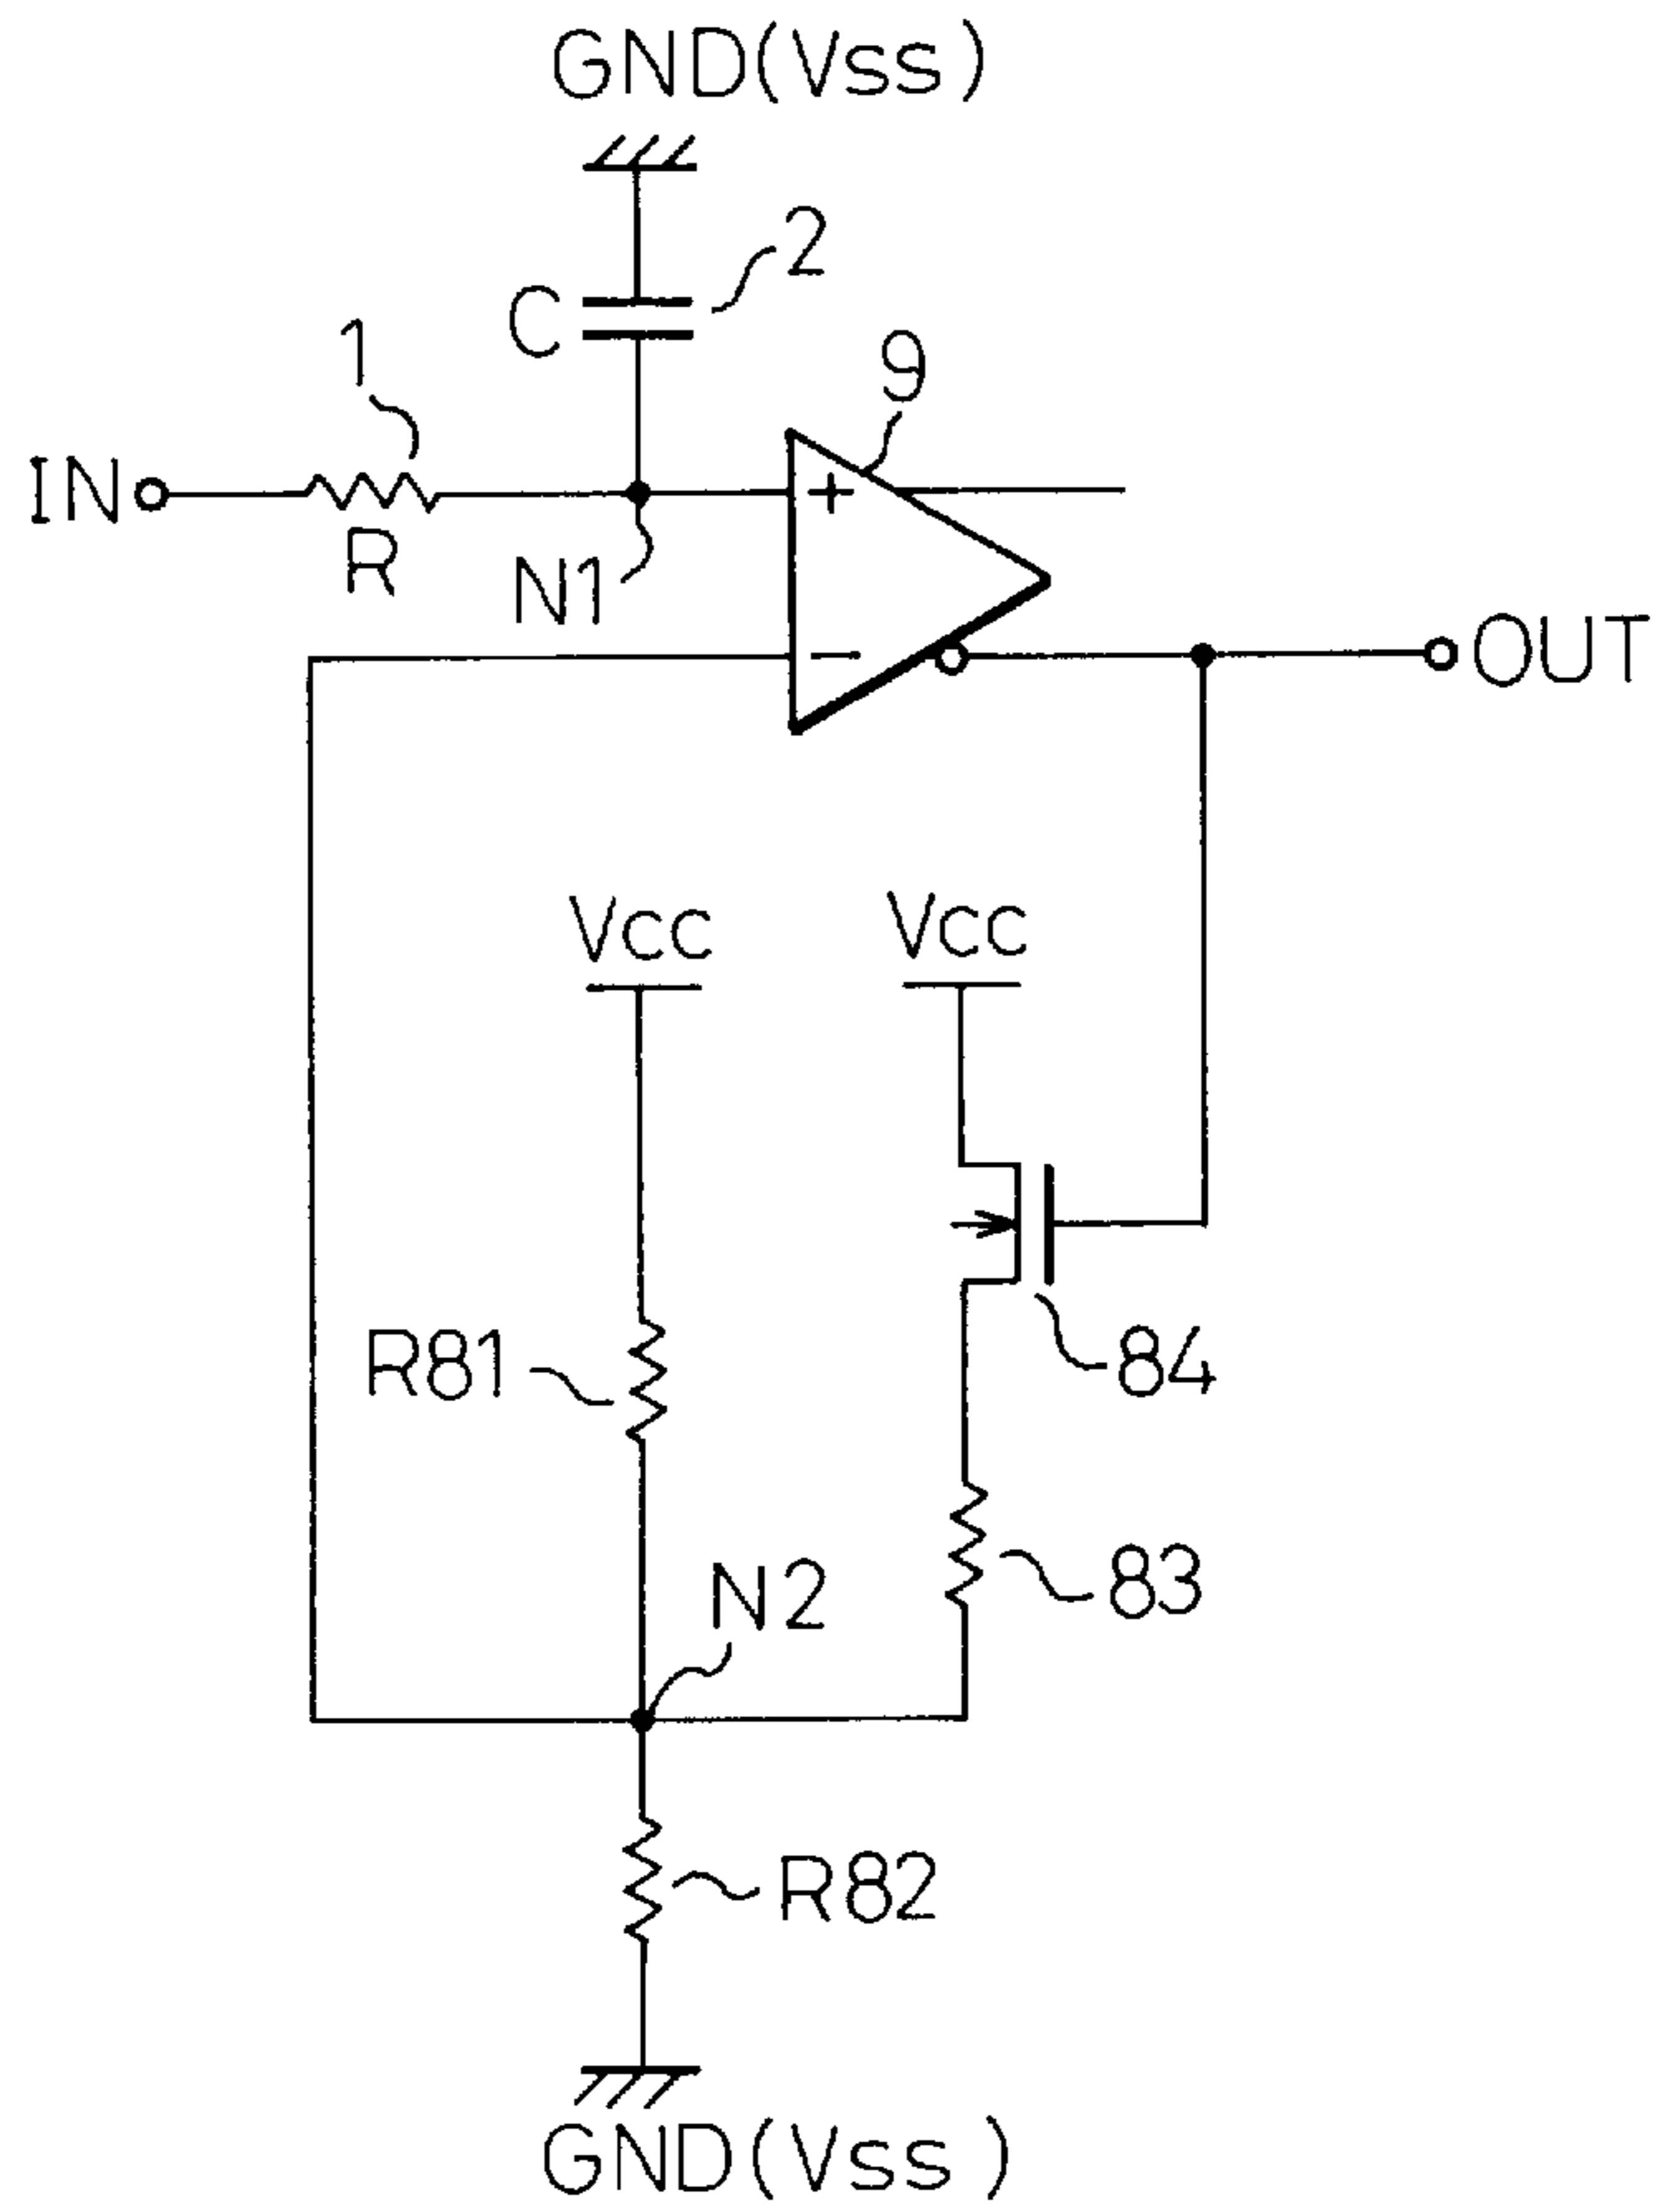 GND(Vss)
2
C
1
9
IN
+
R
N1
−
OUT
Vcc
Vcc
R81
84
N2
83
R82
GND(Vss)